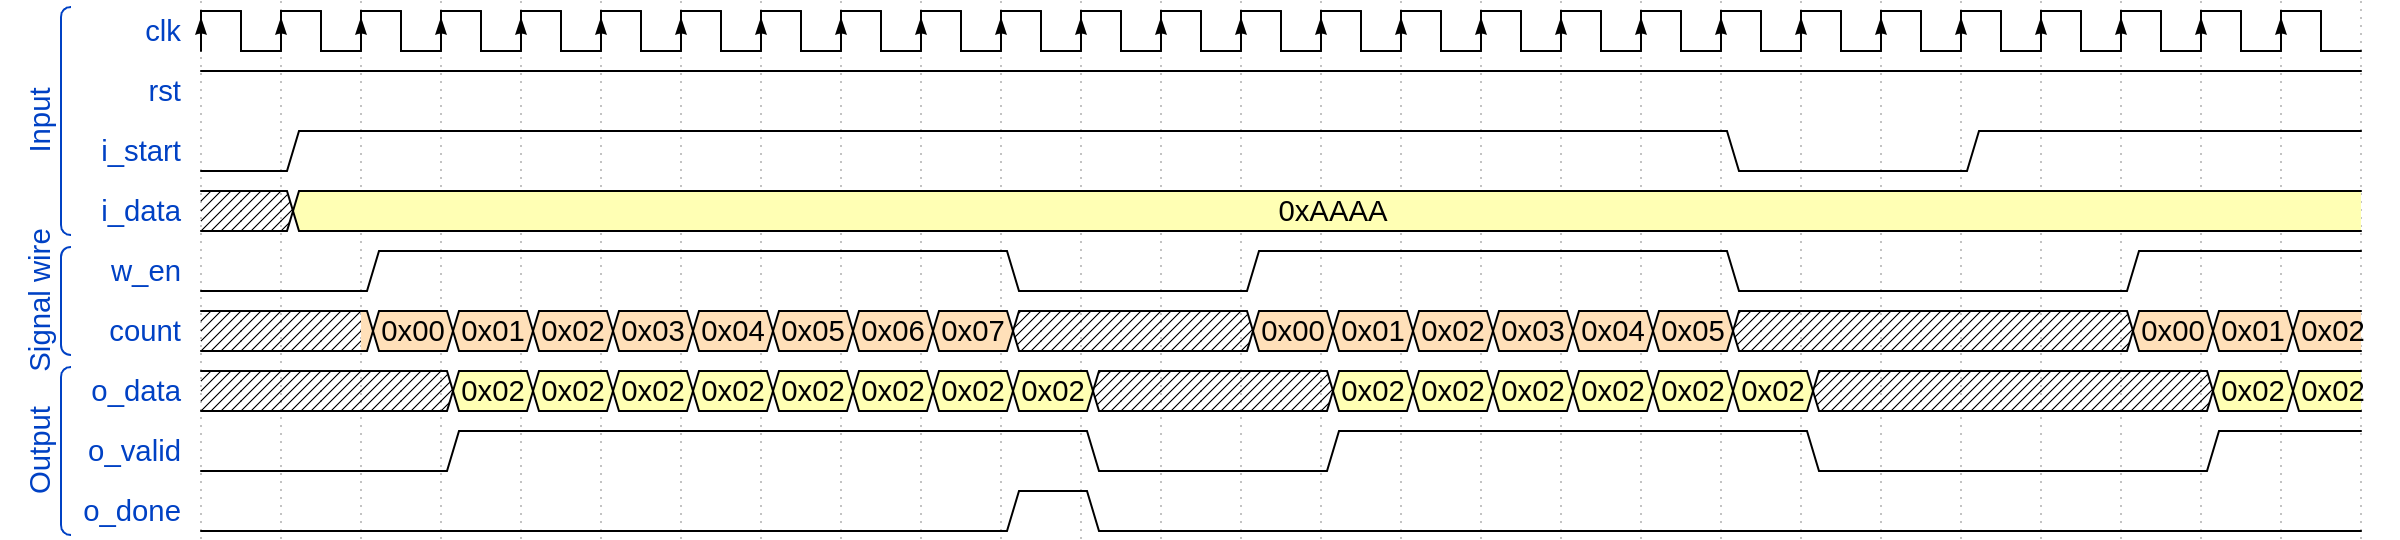 Input
clk
rst
i_start
i_data 0xAAAA
Signal wire
w_en
count 0x00 0x01 0x02 0x03 0x04 0x05 0x06 0x07 0x00 0x01 0x02 0x03 0x04 0x05 0x00 0x01 0x02
Output
o_data 0x02 0x02 0x02 0x02 0x02 0x02 0x02 0x02 0x02 0x02 0x02 0x02 0x02 0x02 0x02 0x02
o_valid
o_done